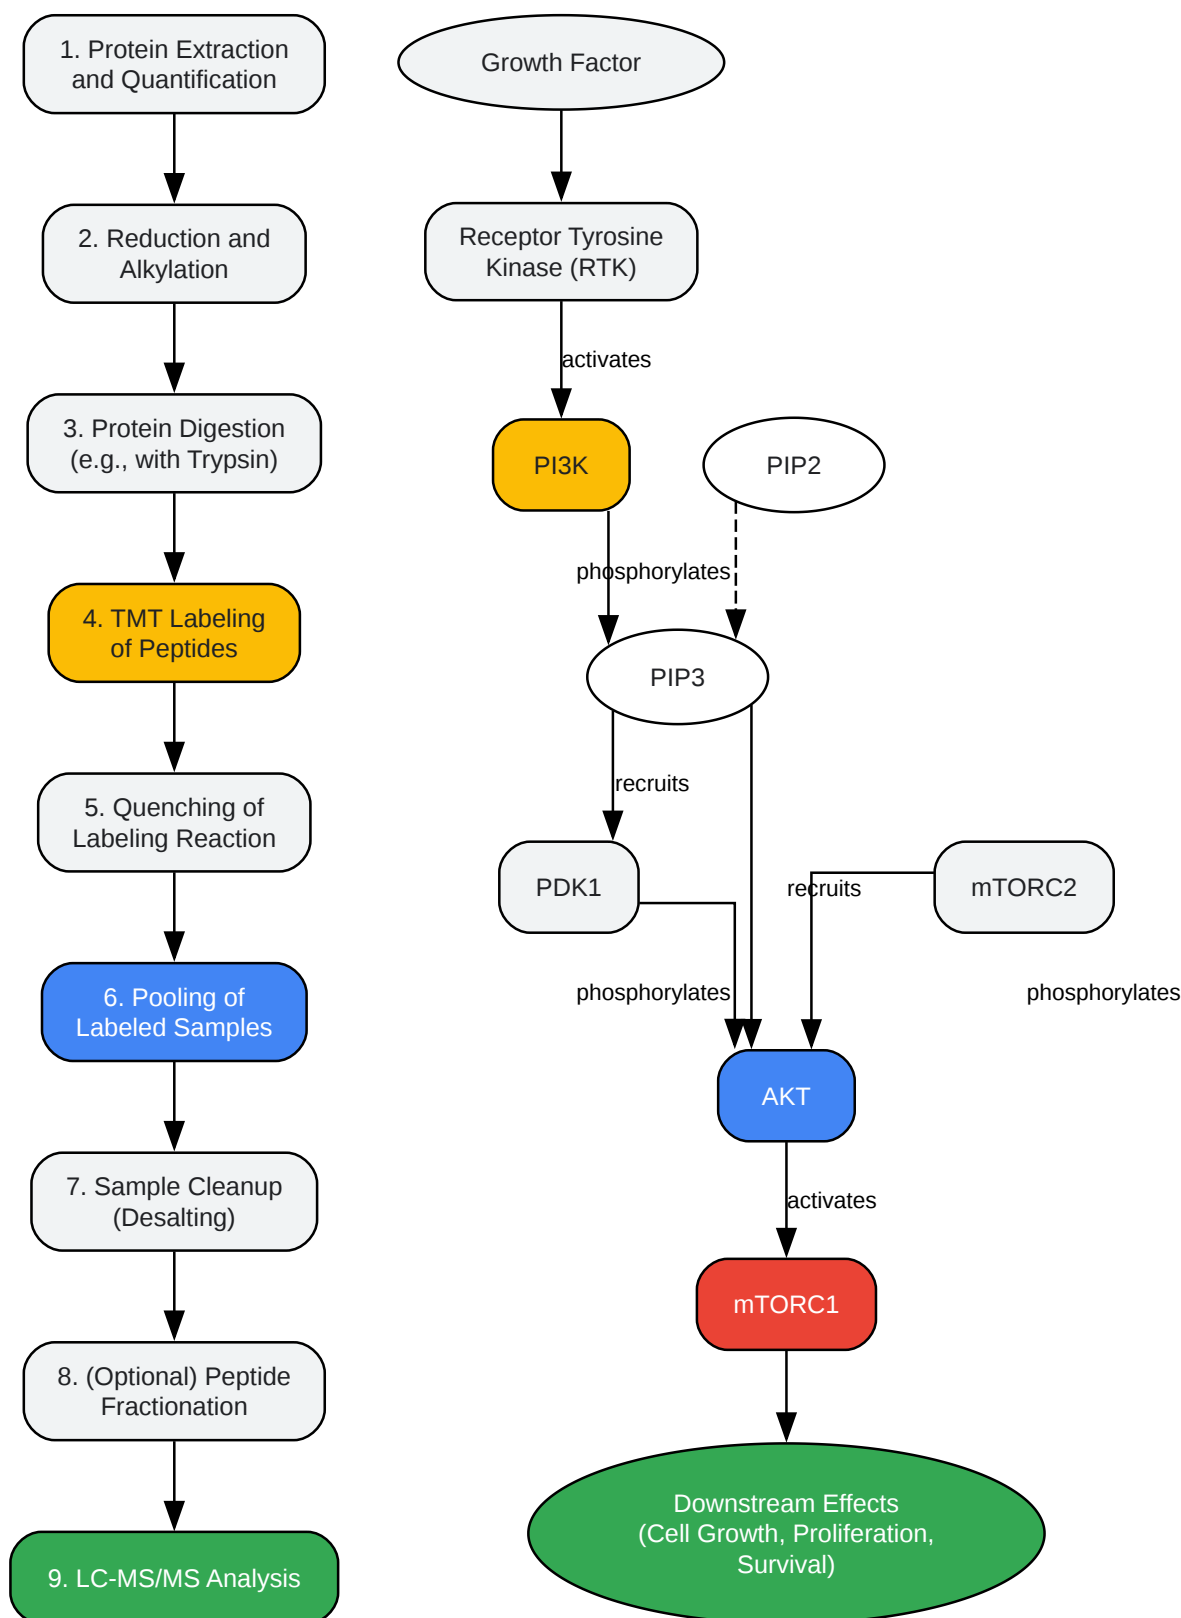 1. Protein Extraction
and Quantification
2. Reduction and
Alkylation
3. Protein Digestion
(e.g., with Trypsin)
4. TMT Labeling
of Peptides
5. Quenching of
Labeling Reaction
6. Pooling of
Labeled Samples
7. Sample Cleanup
(Desalting)
8. (Optional) Peptide
Fractionation
9. LC-MS/MS Analysis
Growth Factor
Receptor Tyrosine
Kinase (RTK)
activates
PI3K
PIP2
phosphorylates
PIP3
recruits
PDK1
recruits
mTORC2
phosphorylates
phosphorylates
AKT
activates
mTORC1
Downstream Effects
(Cell Growth, Proliferation,
Survival)